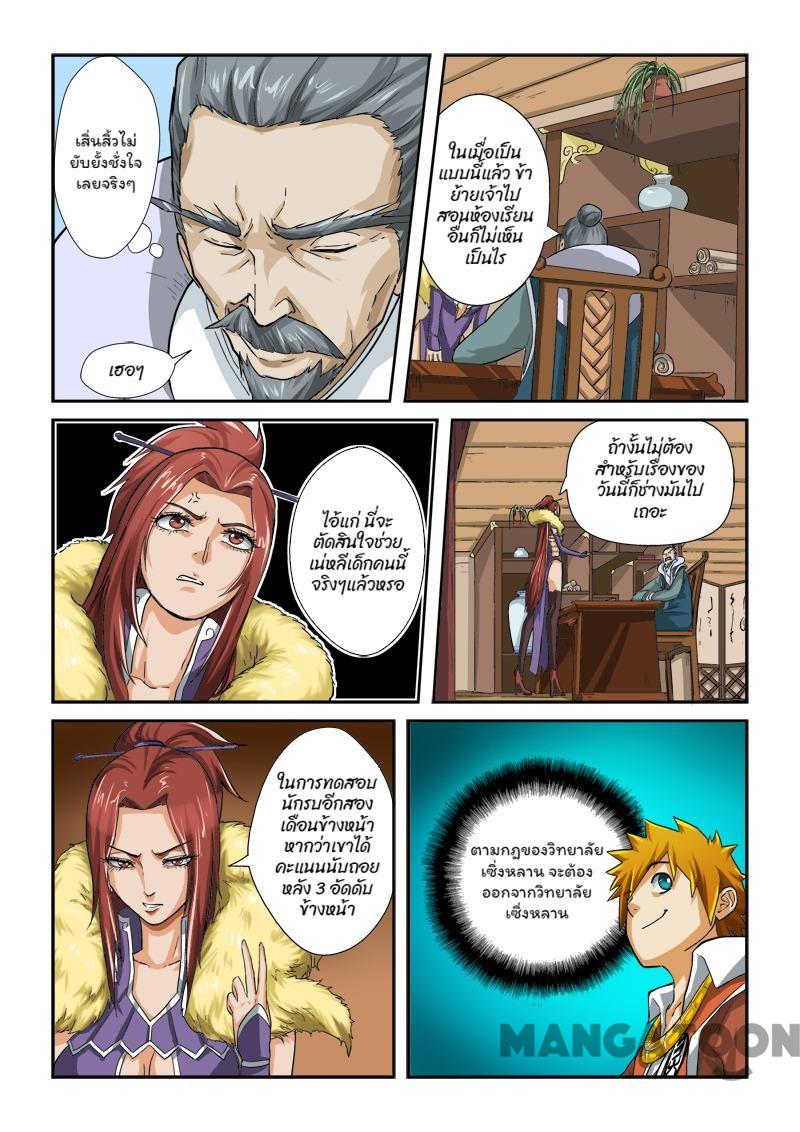 เสิ่นสิ้วไม่
ยับยั้งชั่งใจ
เลยจริงๆ
เฮอๆ
ในเมื่อเป็น
แบบนี้แล้ว ข้า
ย้ายเจ้าไป
สอนห้องเรียน
อื่นก็ไม่เห็น
เป็นไร
ไอ้แก่ นี่จะ
ตัดสินใจช่วย
เน่หลีเด็กคนนี้
จริงๆแล้วหรอ
ถ้างั้นไม่ต้อง
สำหรับเรื่องของ
วันนี้ก็ช่างมันไป
เถอะ
ในการทดสอบ
นักรบอีกสอง
เดือนข้างหน้า
หากว่าเขาได้
คะแนนนับถอย
หลัง 3 อัดดับ
ข้างหน้า
ตามกฎของวิทยาลัย
เซิ่งหลาน จะต้อง
ออกจากวิทยาลัย
เซิ่งหลาน
MANGATOON